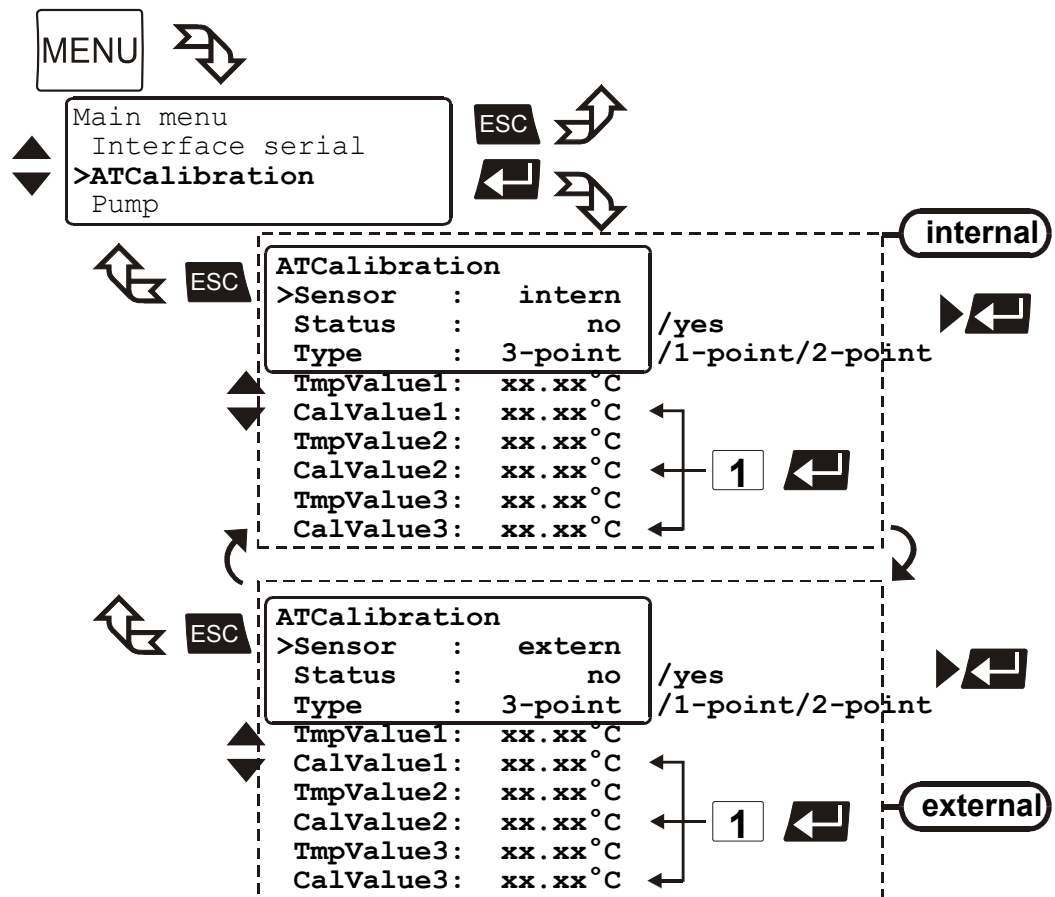 MENU
Main menu
Interface serial
>ATCalibration
Pump
ESC
internal
ESC
ATCalibration
>Sensor : intern
Status : no /yes
Type : 3-point /1-point/2-point
TmpValue1: xx.xx°C
CalValue1: xx.xx°C
TmpValue2: xx.xx°C
CalValue2: xx.xx°C
1
TmpValue3: xx.xx°C
CalValue3: xx.xx°C
ESC
ATCalibration
>Sensor : extern
Status : no /yes
Type : 3-point /1-point/2-point
TmpValue1: xx.xx°C
CalValue1: xx.xx°C
TmpValue2: xx.xx°C
CalValue2: xx.xx°C
1
external
TmpValue3: xx.xx°C
CalValue3: xx.xx°C